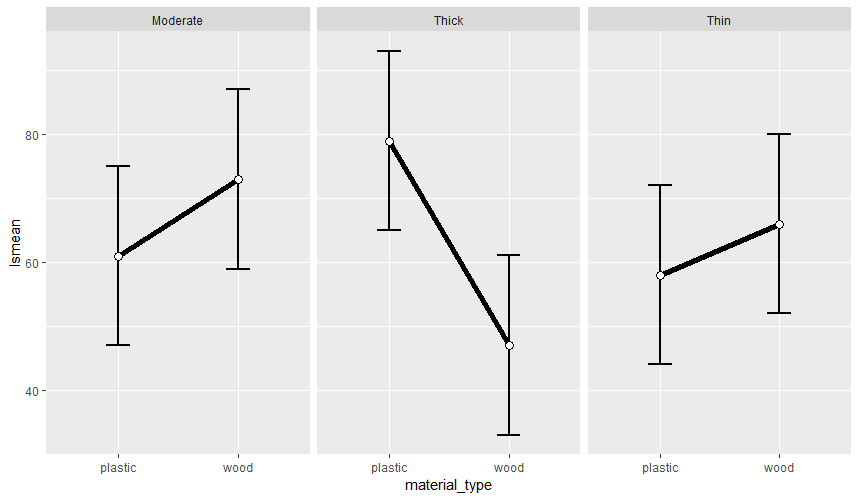 Moderate Thick Thin
80
lsmean
60
40
plastic wood plastic wood plastic wood
material_type